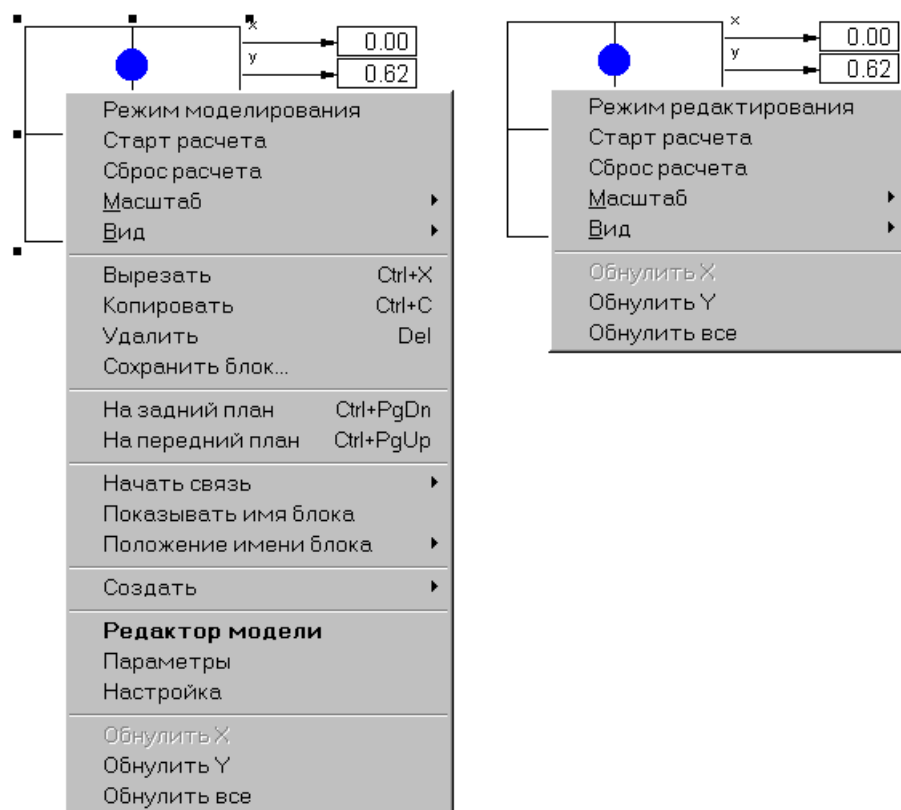 x
0.00
y
0.62
Режим моделирования
Старт расчета
Сброс расчета
Масштаб
Вид
Вырезать Ctrl+X
Копировать Ctrl+C
Удалить Del
Сохранить блок...
На задний план Ctrl+PgDn
На передний план Ctrl+PgUp
Начать связь
Показывать имя блока
Положение имени блока
Создать
Редактор модели
Параметры
Настройка
Обнулить X
Обнулить Y
Обнулить все
x
0.00
y
0.62
Режим редактирования
Старт расчета
Сброс расчета
Масштаб
Вид
Обнулить X
Обнулить Y
Обнулить все